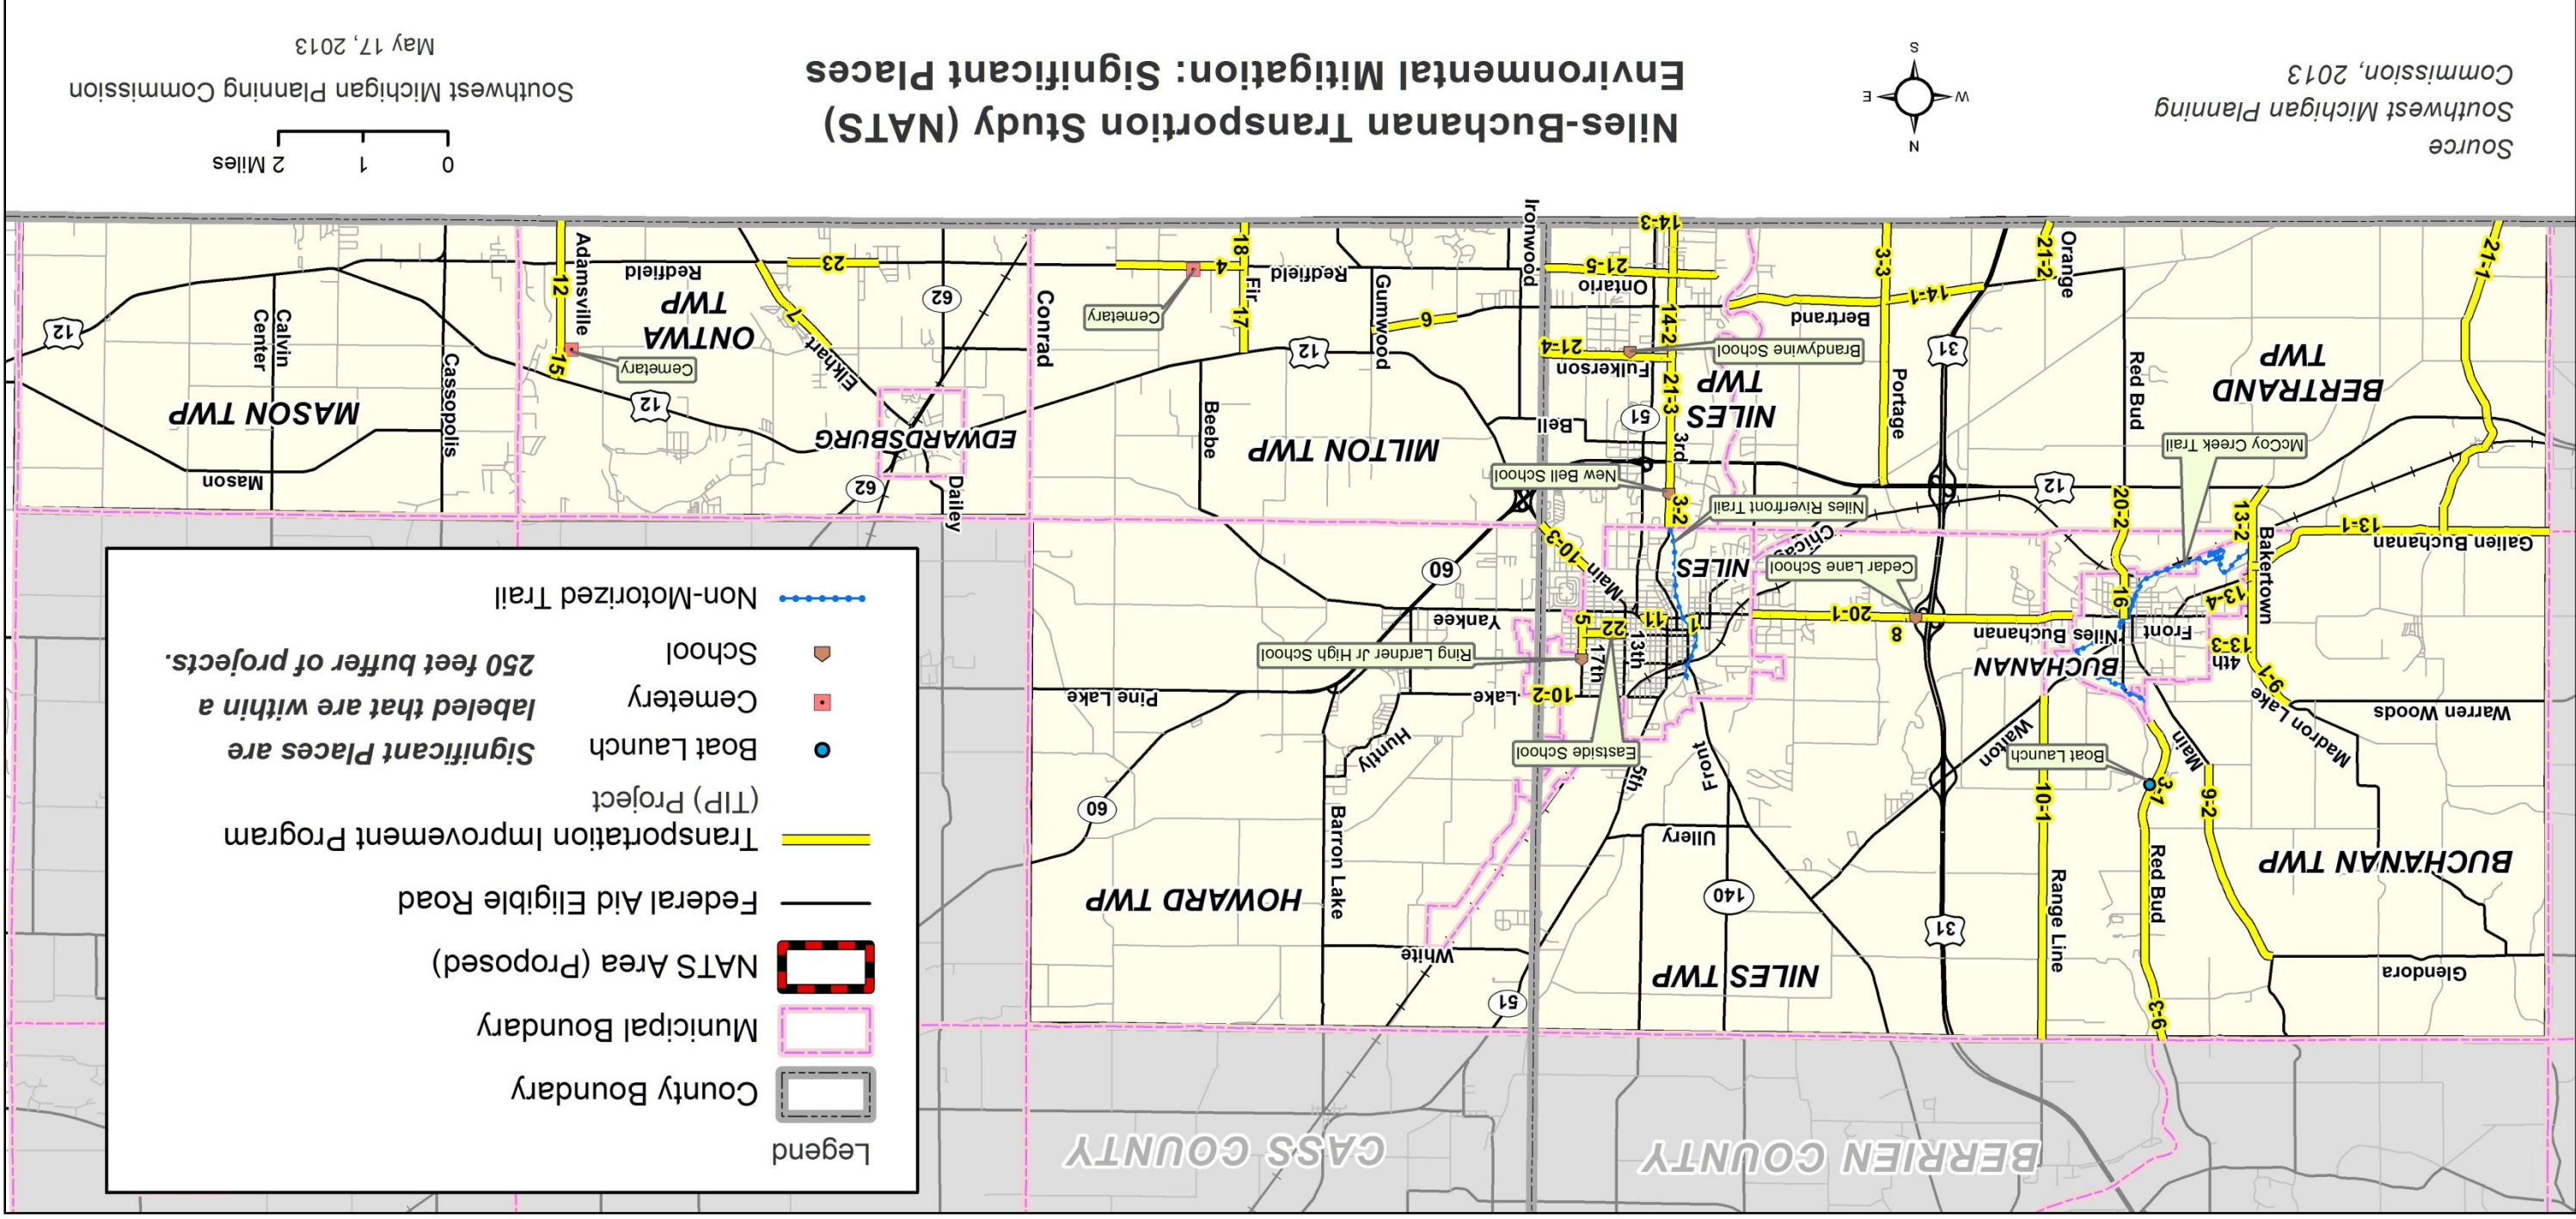 BERRIEN COUNTY
CASS COUNTY
Legend
County Boundary
Municipal Boundary
NATS Area (Proposed)
Federal Aid Eligible Road
Transportation Improvement Program
(TIP) Project
Boat Launch
Cemetery
School
Non-Motorized Trail
Significant Places are
labeled that are within a
250 feet buffer of projects.
3-6
Glendora
Red Bud
Range Line
31
NILES TWP
51
White
BUCHANAN TWP
140
HOWARD TWP
Barron Lake
9-2
3-7
10-1
Ullery
60
Boat Launch
Main
Madron Lake
Walton
Front
5th
Eastside School
Huntly
Warren Woods
9-1
Lake
10-2
Pine Lake
4th
13-3
BUCHANAN
17th
13th
Ring Lardner Jr High School
Front
Niles Buchanan
8
20-1
1
11
22
5
Yankee
13-4
16
Bakertown
Cedar Lane School
NILES
Main
60
Galien Buchanan
13-1
13-2
20-2
Chicago
10-3
Niles Riverfront Trail
3-2
New Bell School
12
McCoy Creek Trail
Dailey
62
Mason
BERTRAND
TWP
Red Bud
Portage
NILES
TWP
3rd
51
Bell
MILTON TWP
Beebe
EDWARDSBURG
Cassopolis
MASON TWP
21-3
Fulkerson
21-4
Brandywine School
31
12
Gumwood
12
Elkhart
Cemetary
15
Calvin
Center
12
Bertrand
14-1
14-2
6
Cemetary
Conrad
7
ONTWA
TWP
Adamsville
Orange
21-1
21-2
3-3
Ontario
21-5
Redfield
Fir
17
4
18
62
23
Redfield
12
14-3
Ironwood
Source
Southwest Michigan Planning
Commission, 2013
N
W
E
S
Niles-Buchanan Transportion Study (NATS)
Environmental Mitigation: Significant Places
0 1 2 Miles
Southwest Michigan Planning Commission
May 17, 2013